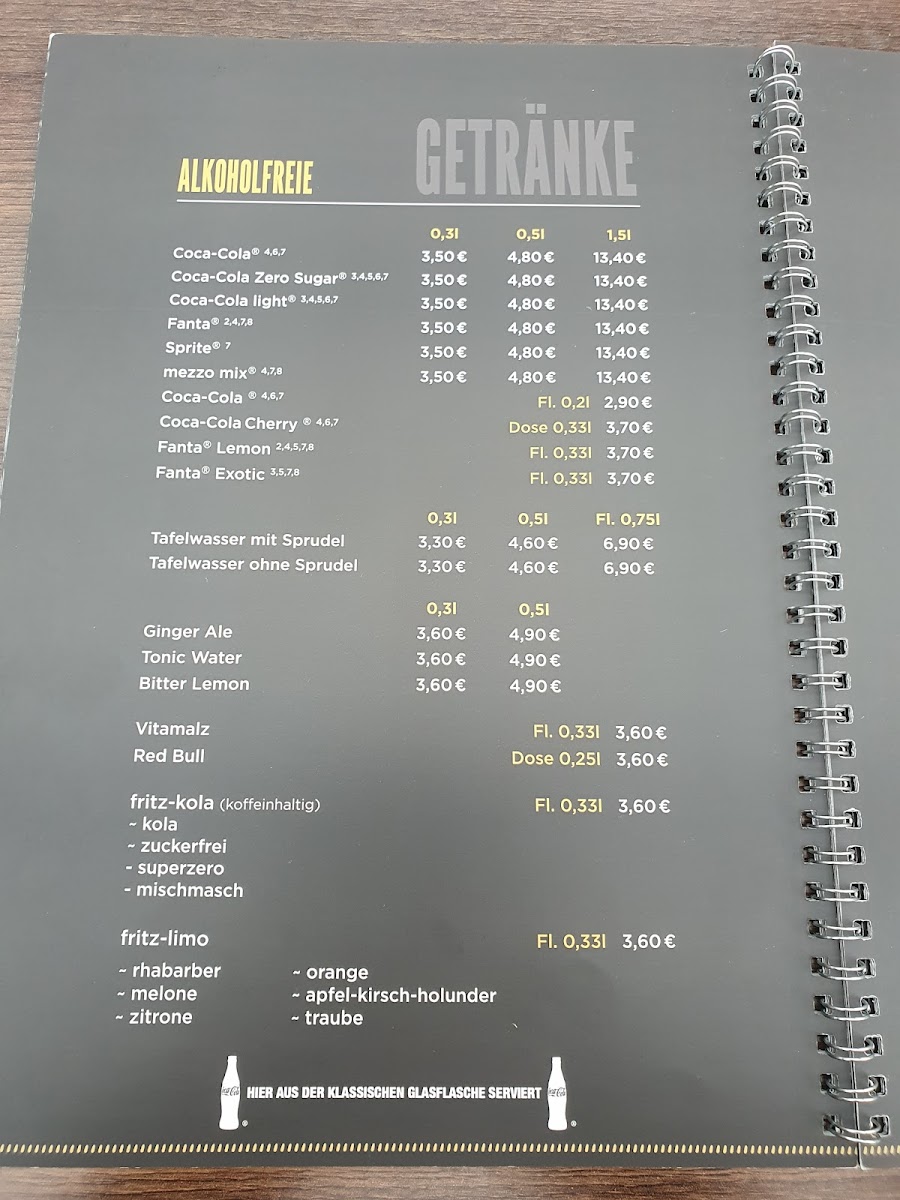 GETRÄNKE
ALKOHOLFREIE
0,3l 0,5l 1,5l
Coca-Cola® 4,6,7 3,50 € 4,80 € 13,40 €
Coca-Cola Zero Sugar® 3,4,5,6,7 3,50 € 4,80 € 13,40 €
Coca-Cola light® 3,4,5,6,7 3,50 € 4,80 € 13,40 €
Fanta® 2,4,7,8 3,50 € 4,80 € 13,40 €
Sprite® 7 3,50 € 4,80 € 13,40 €
mezzo mix® 4,7,8 3,50 € 4,80 € 13,40 €
Coca-Cola ® 4,6,7 Fl. 0,2l 2,90 €
Coca-Cola Cherry ® 4,6,7 Dose 0,33l 3,70 €
Fanta® Lemon 2,4,5,7,8 Fl. 0,33l 3,70 €
Fanta® Exotic 3,5,7,8 Fl. 0,33l 3,70 €
0,3l 0,5l Fl. 0,75l
Tafelwasser mit Sprudel 3,30 € 4,60 € 6,90 €
Tafelwasser ohne Sprudel 3,30 € 4,60 € 6,90 €
0,3l 0,5l
Ginger Ale 3,60 € 4,90 €
Tonic Water 3,60 € 4,90 €
Bitter Lemon 3,60 € 4,90 €
Vitamalz Fl. 0,33l 3,60 €
Red Bull Dose 0,25l 3,60 €
fritz-kola (koffeinhaltig) Fl. 0,33l 3,60 €
~ kola
~ zuckerfrei
~ superzero
~ mischmasch
fritz-limo Fl. 0,33l 3,60 €
~ rhabarber ~ orange
~ melone ~ apfel-kirsch-holunder
~ zitrone ~ traube
Coca-Cola ® HIER AUS DER KLASSISCHEN GLASFLASCHE SERVIERT Coca-Cola ®